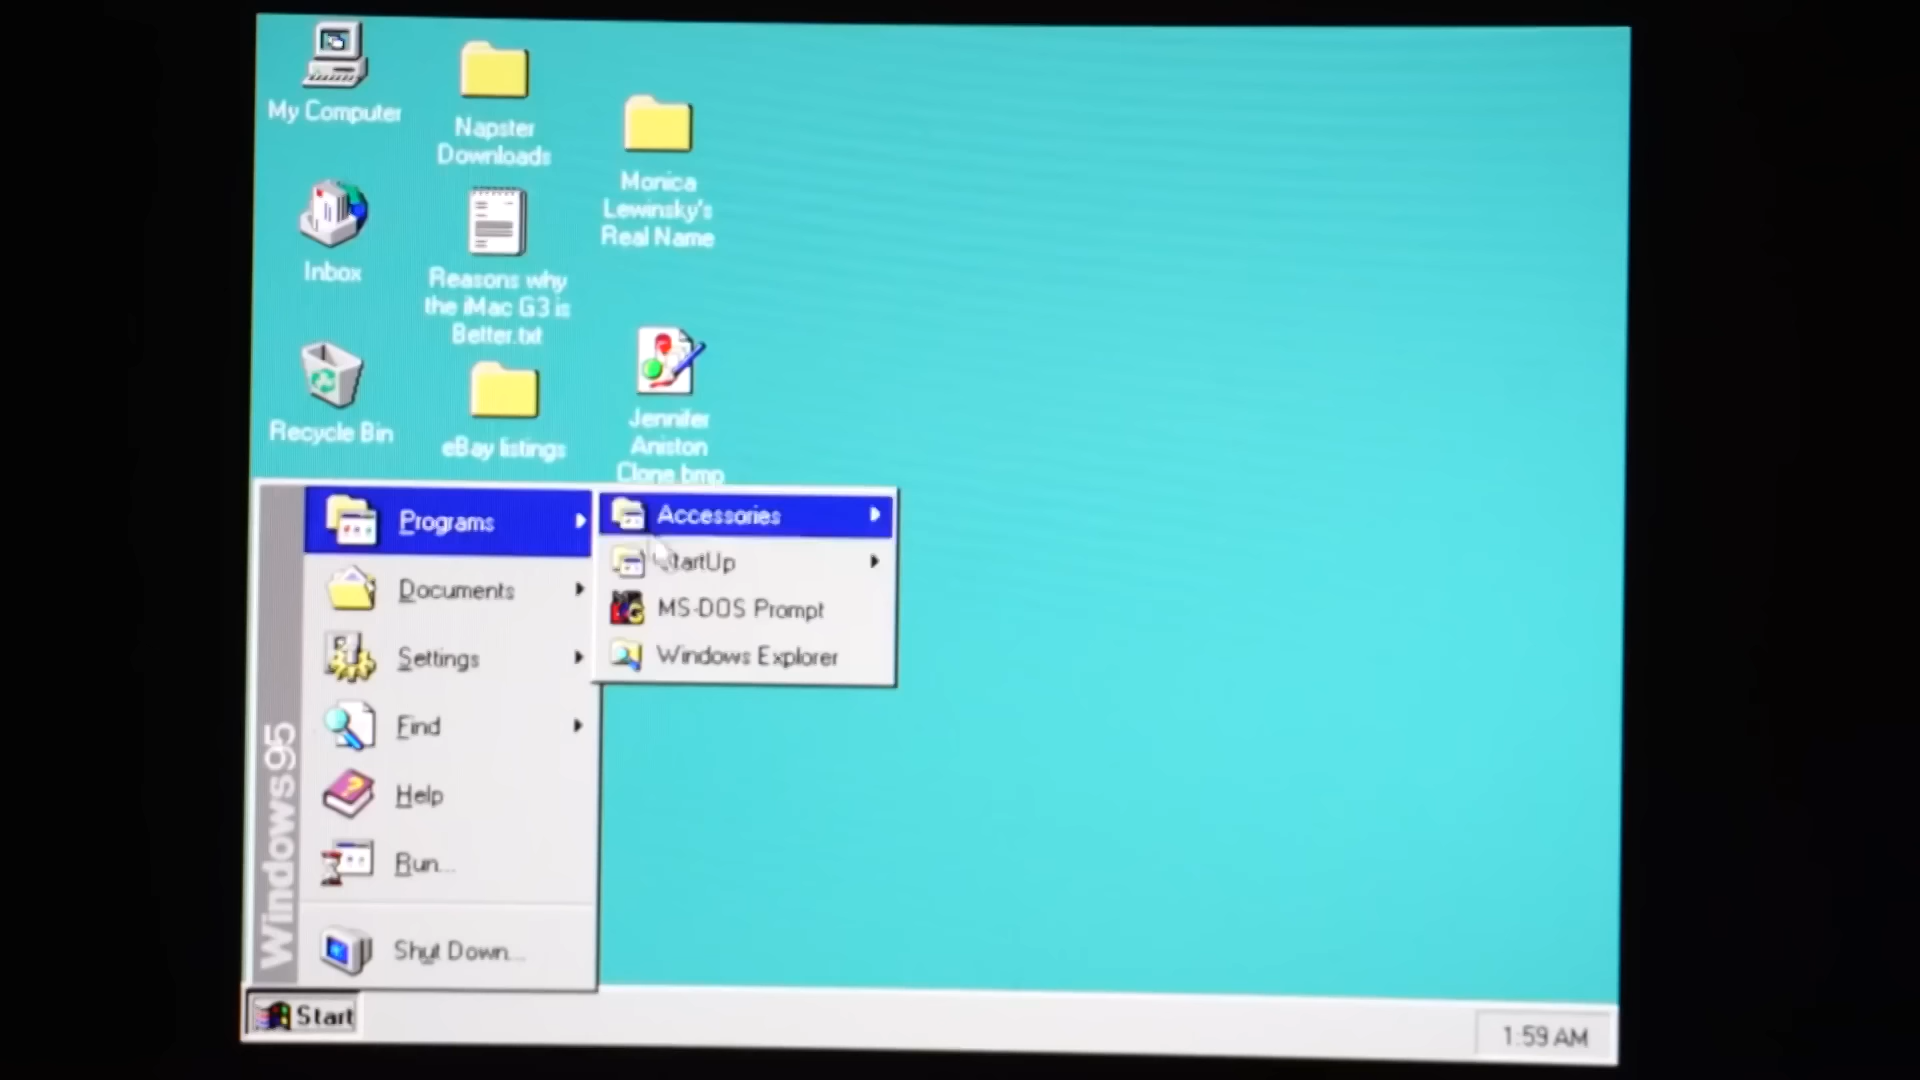 My Computer
Napster
Downloads
Monica
Lewinsky's
Real Name
Inbox
Reasons why
the iMac G3 is
Better.txt
Recycle Bin
eBay listings
Jennifer
Aniston
Clone.bmp
Programs
Documents
Settings
Find
Help
Run...
Shut Down...
Windows95
Accessories
StartUp
MS-DOS Prompt
Windows Explorer
Start
1:59 AM